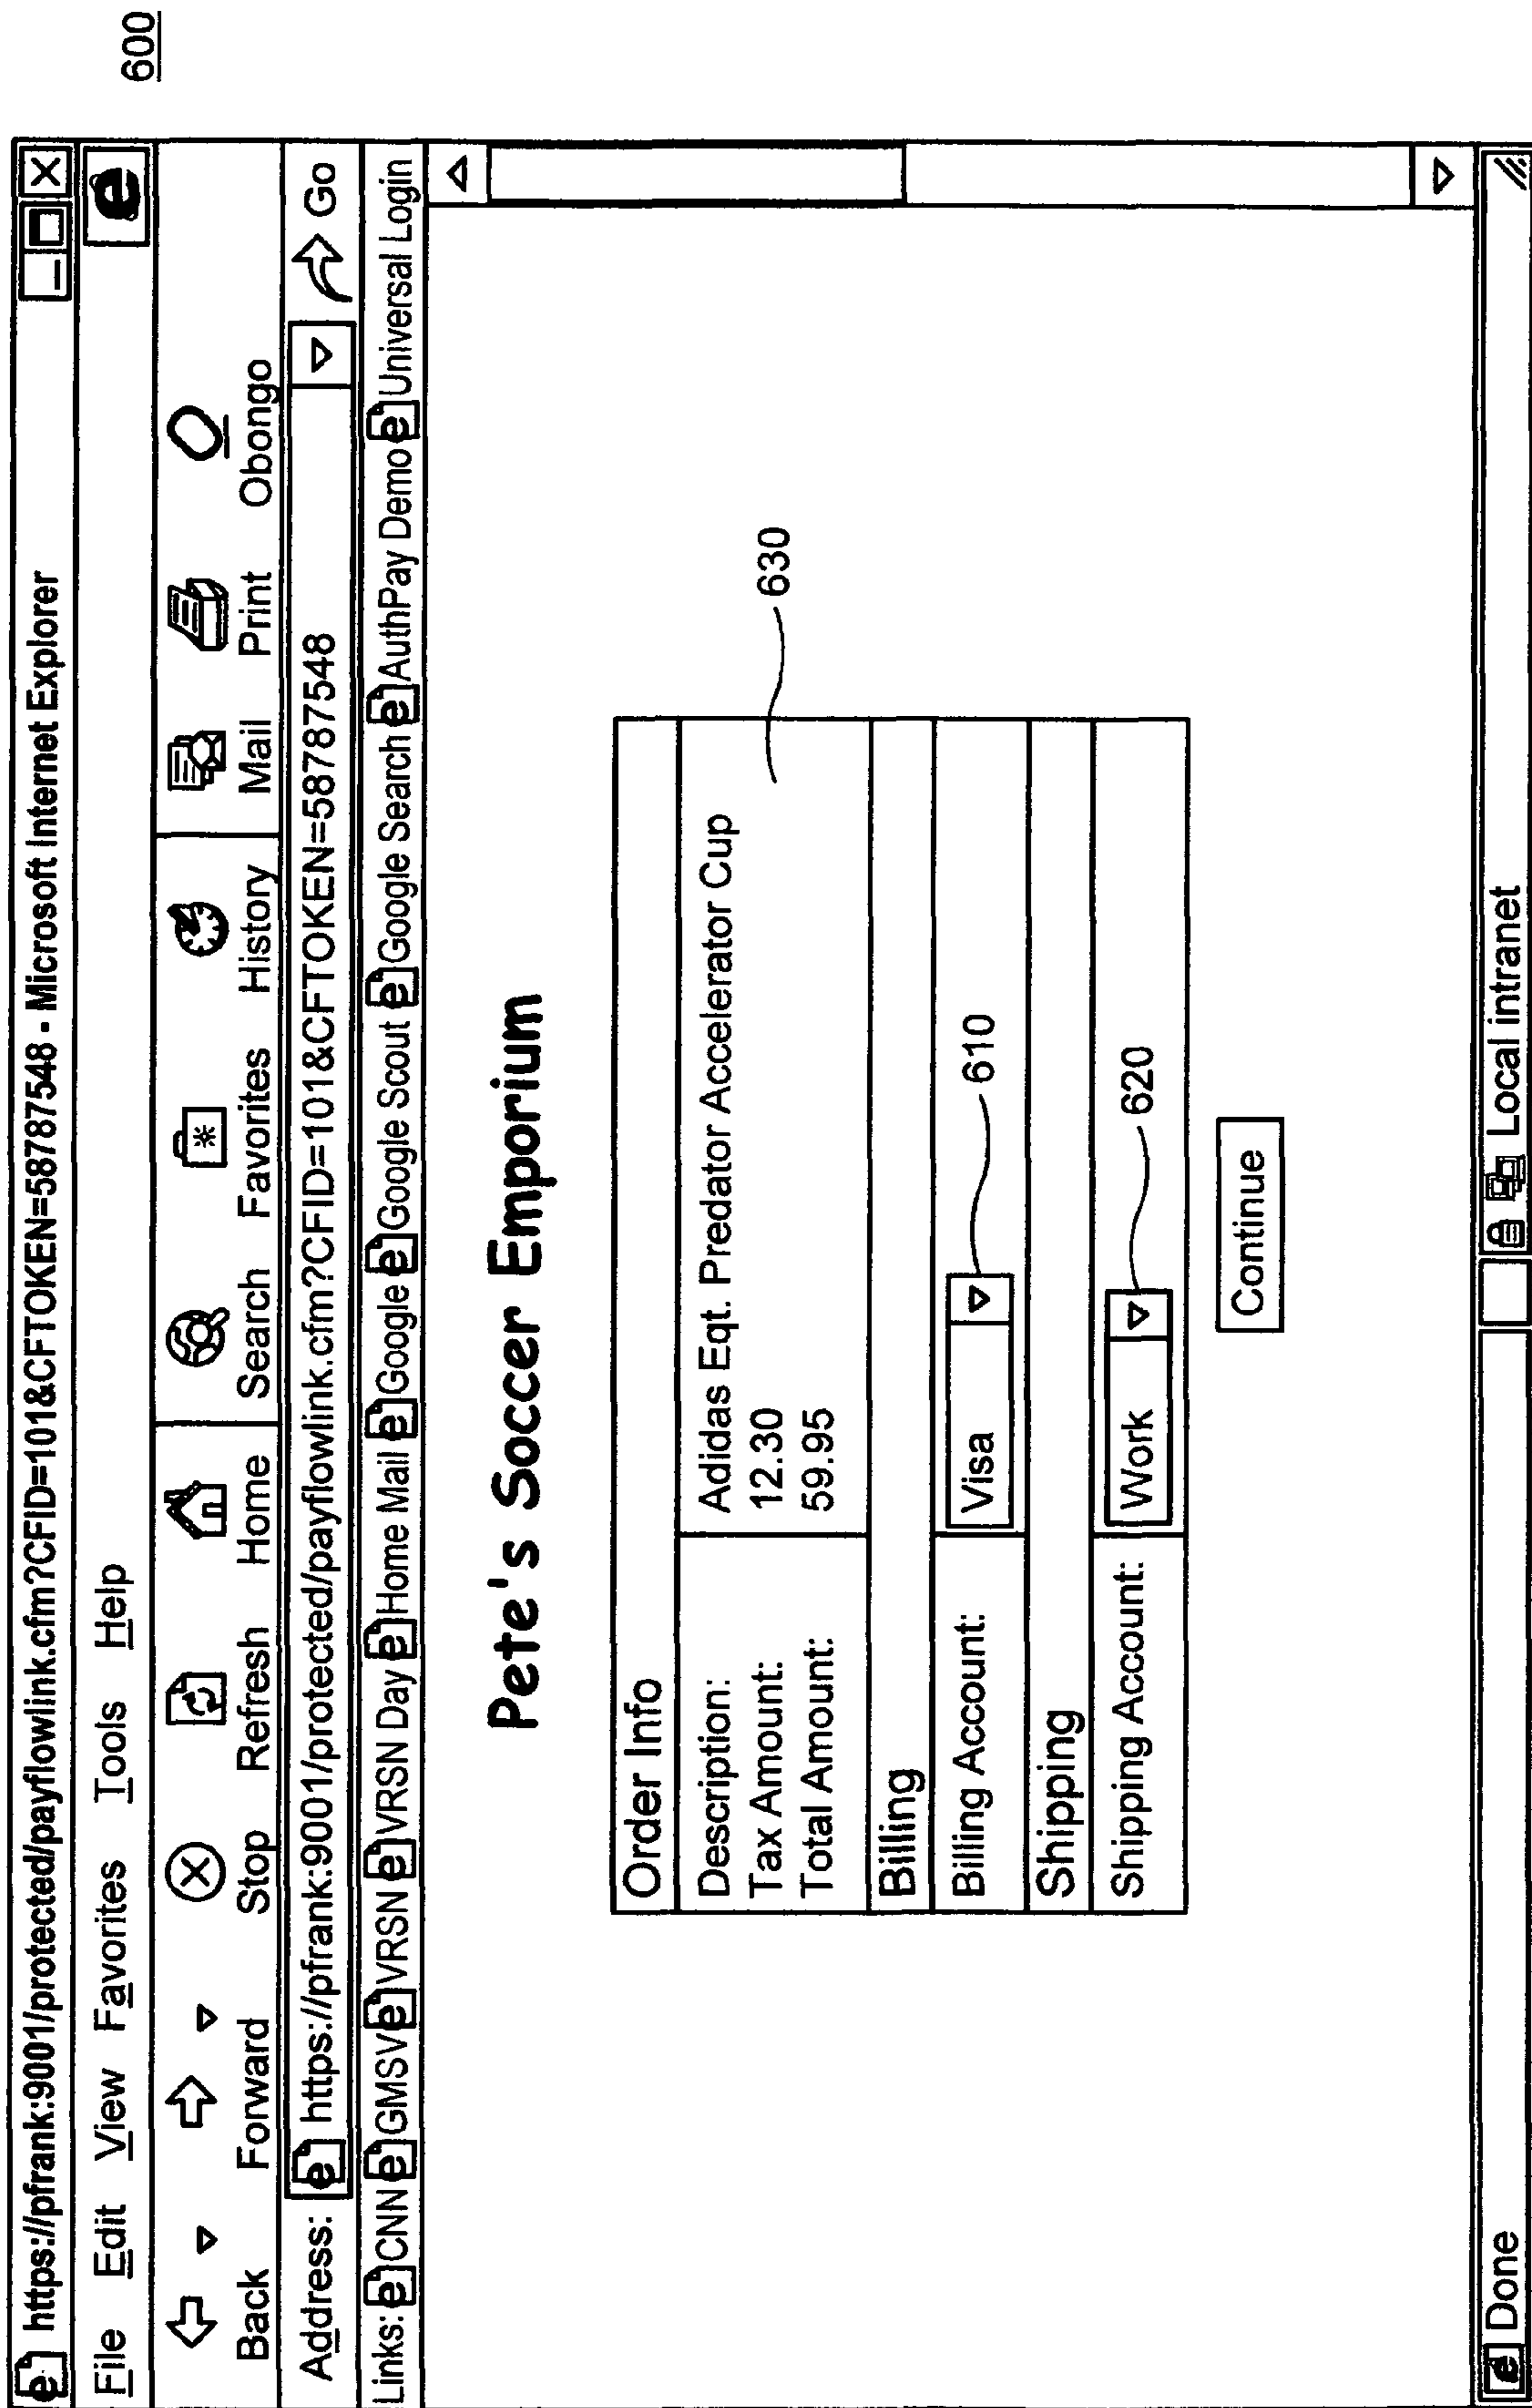 600
https://pfrank:9001/protected/payflowlink.cfm?CFID=101&CFTOKEN=58787548 - Microsoft Internet Explorer
File Edit View Favorites Tools Help
Back Forward Stop Refresh Home Search Favorites History Mail Print Obongo
Address: https://pfrank:9001/protected/payflowlink.cfm?CFID=101&CFTOKEN=58787548 Go
Links: CNN GMSV VRSN VRSN Day Home Mail Google Google Scout Google Search AuthPay Demo Universal Login
Pete's Soccer Emporium
Order Info
Description: Adidas Eqt. Predator Accelerator Cup
Tax Amount: 12.30
Total Amount: 59.95
630
Billing
Billing Account: Visa 610
Shipping
Shipping Account: Work 620
Continue
Done Local intranet